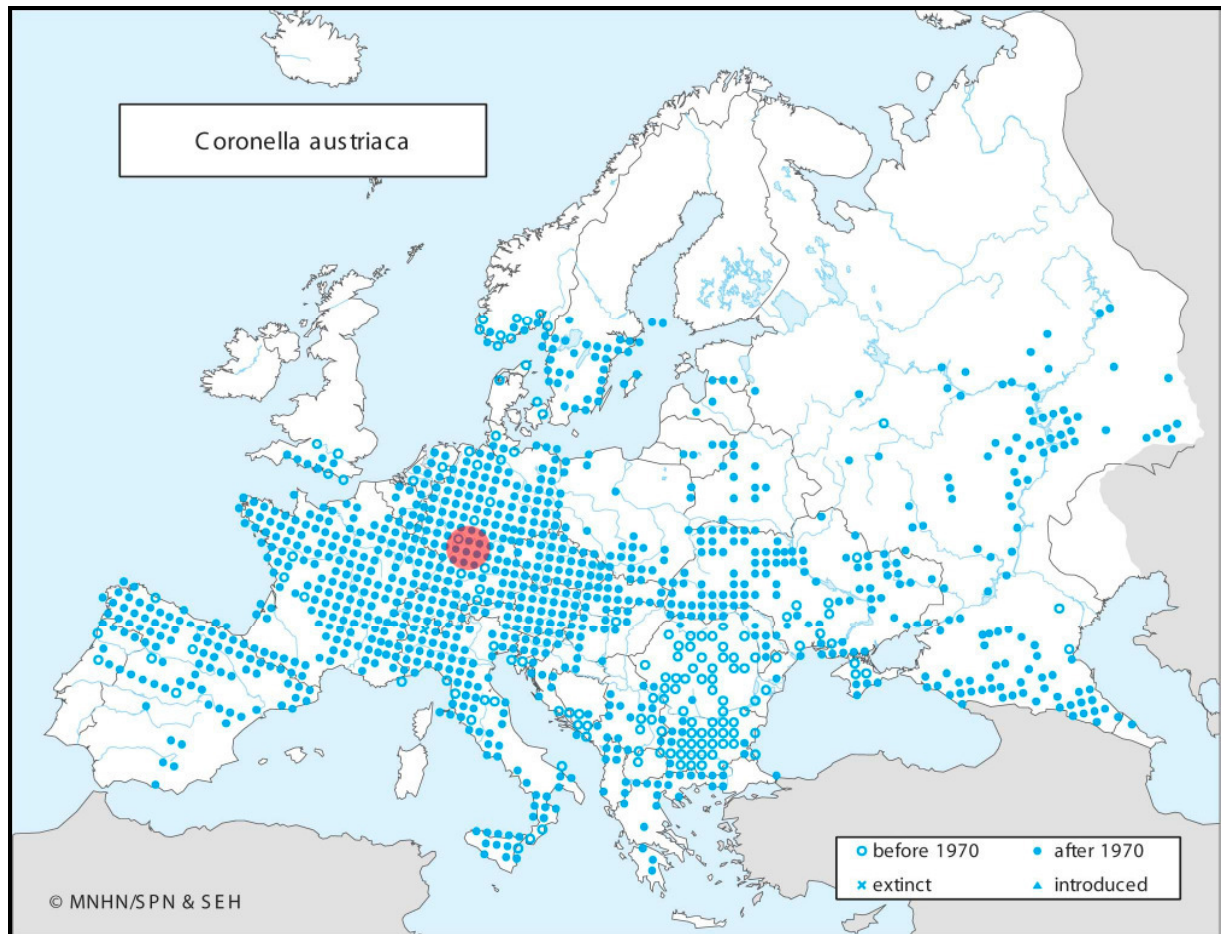 Coronella austriaca
before 1970
after 1970
extinct
introduced
© MNHN/SPN & SEH